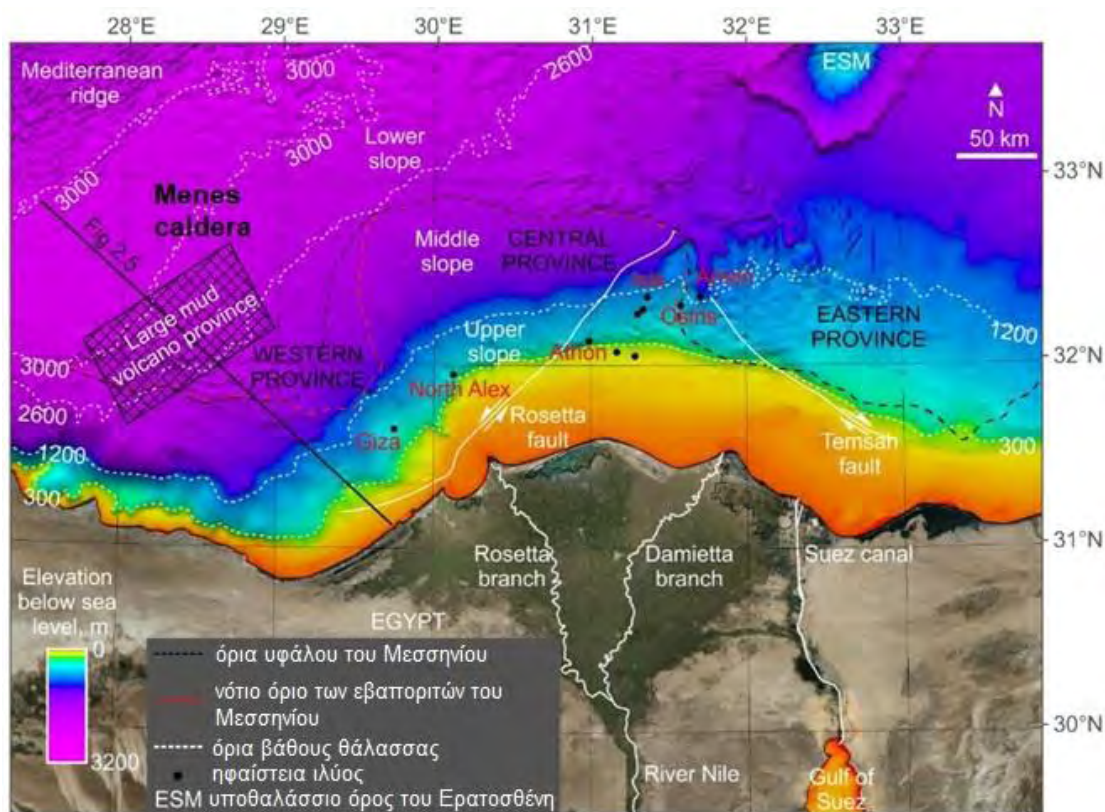 28°E 29°E 30°E 31°E 32°E 33°E
Mediterranean
ridge
3000
2600
ESM
N
50 km
3000
Lower
slope
3000
33°N
Menes
caldera
Fig 2.5
Middle
slope
CENTRAL
PROVINCE
Large mud
volcano province
Isis
Amon
Osiris
EASTERN
PROVINCE
1200
Upper
slope
WESTERN
PROVINCE
Athon
32°N
3000
2600
North Alex
Rosetta
fault
Giza
Temsah
fault
300
1200
300
Rosetta
branch
Damietta
branch
Suez canal
31°N
Elevation
below sea
level, m
0
3200
EGYPT
όρια υφάλου του Μεσσηνίου
νότιο όριο των εβαποριτών του
Μεσσηνίου
όρια βάθους θάλασσας
ηφαίστεια ιλύος
ESM υποθαλάσσιο όρος του Ερατοσθένη
30°N
River Nile
Gulf of
Suez